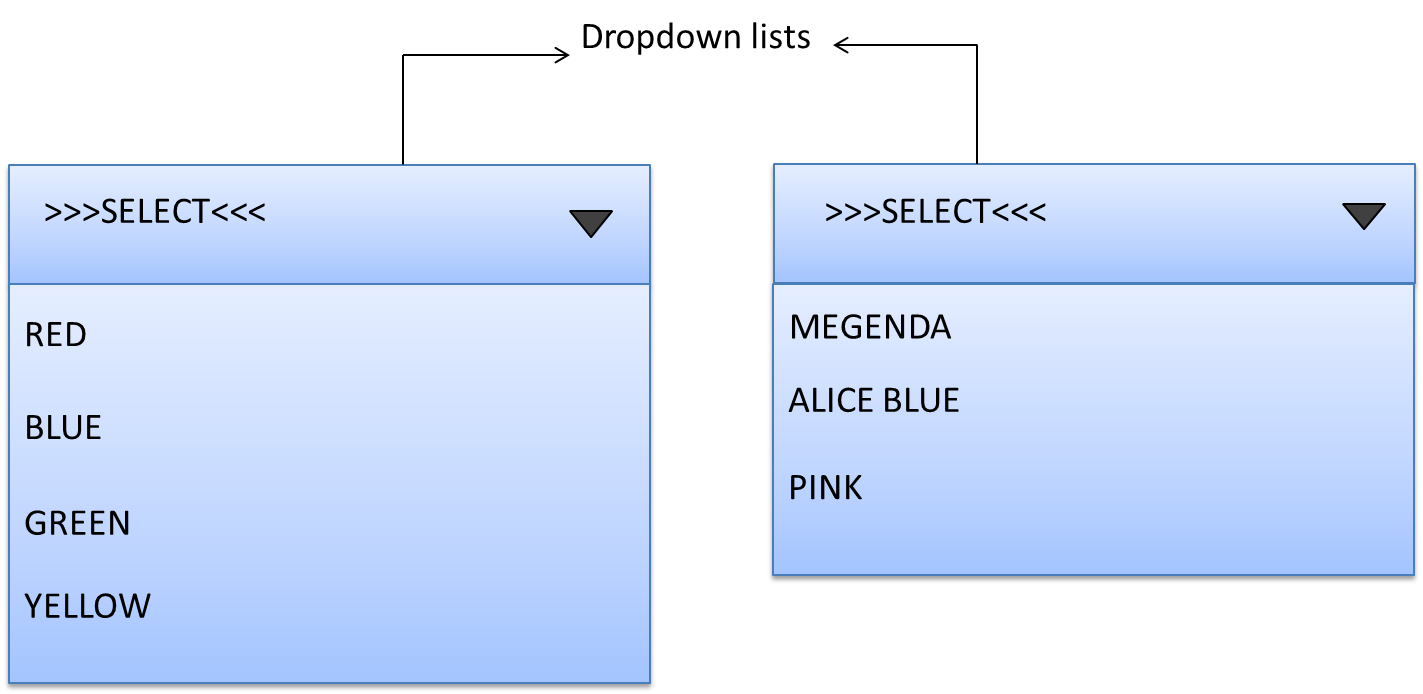 Dropdown lists
>>>SELECT<<<
RED
BLUE
GREEN
YELLOW
>>>SELECT<<<
MEGENDA
ALICE BLUE
PINK